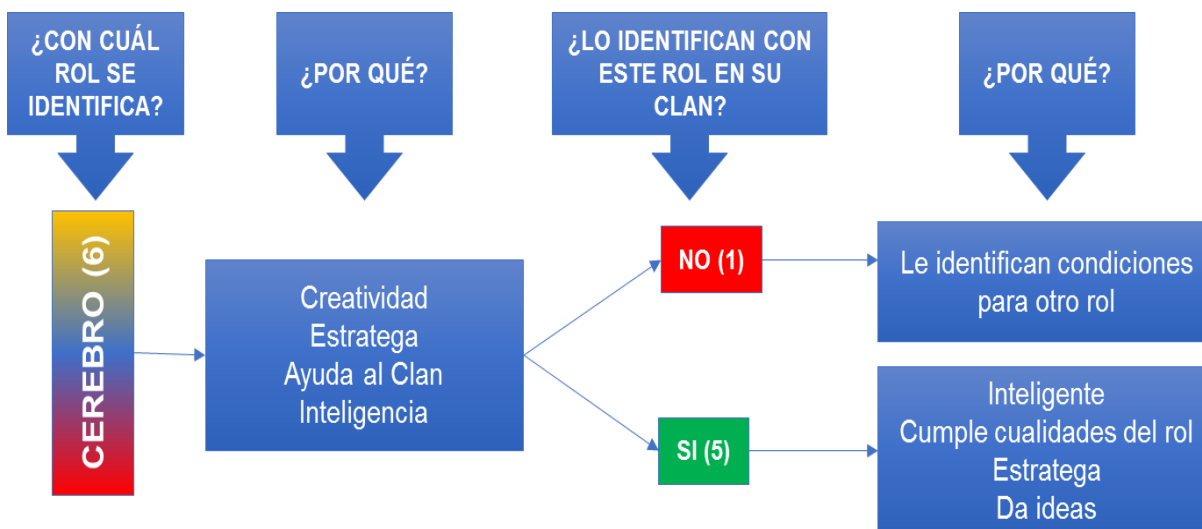 ¿CON CUÁL
ROL SE
IDENTIFICA?
¿POR QUÉ?
¿LO IDENTIFICAN CON
ESTE ROL EN SU
CLAN?
¿POR QUÉ?
CEREBRO (6)
Creatividad
Estratega
Ayuda al Clan
Inteligencia
NO (1)
Le identifican condiciones
para otro rol
SI (5)
Inteligente
Cumple cualidades del rol
Estratega
Da ideas